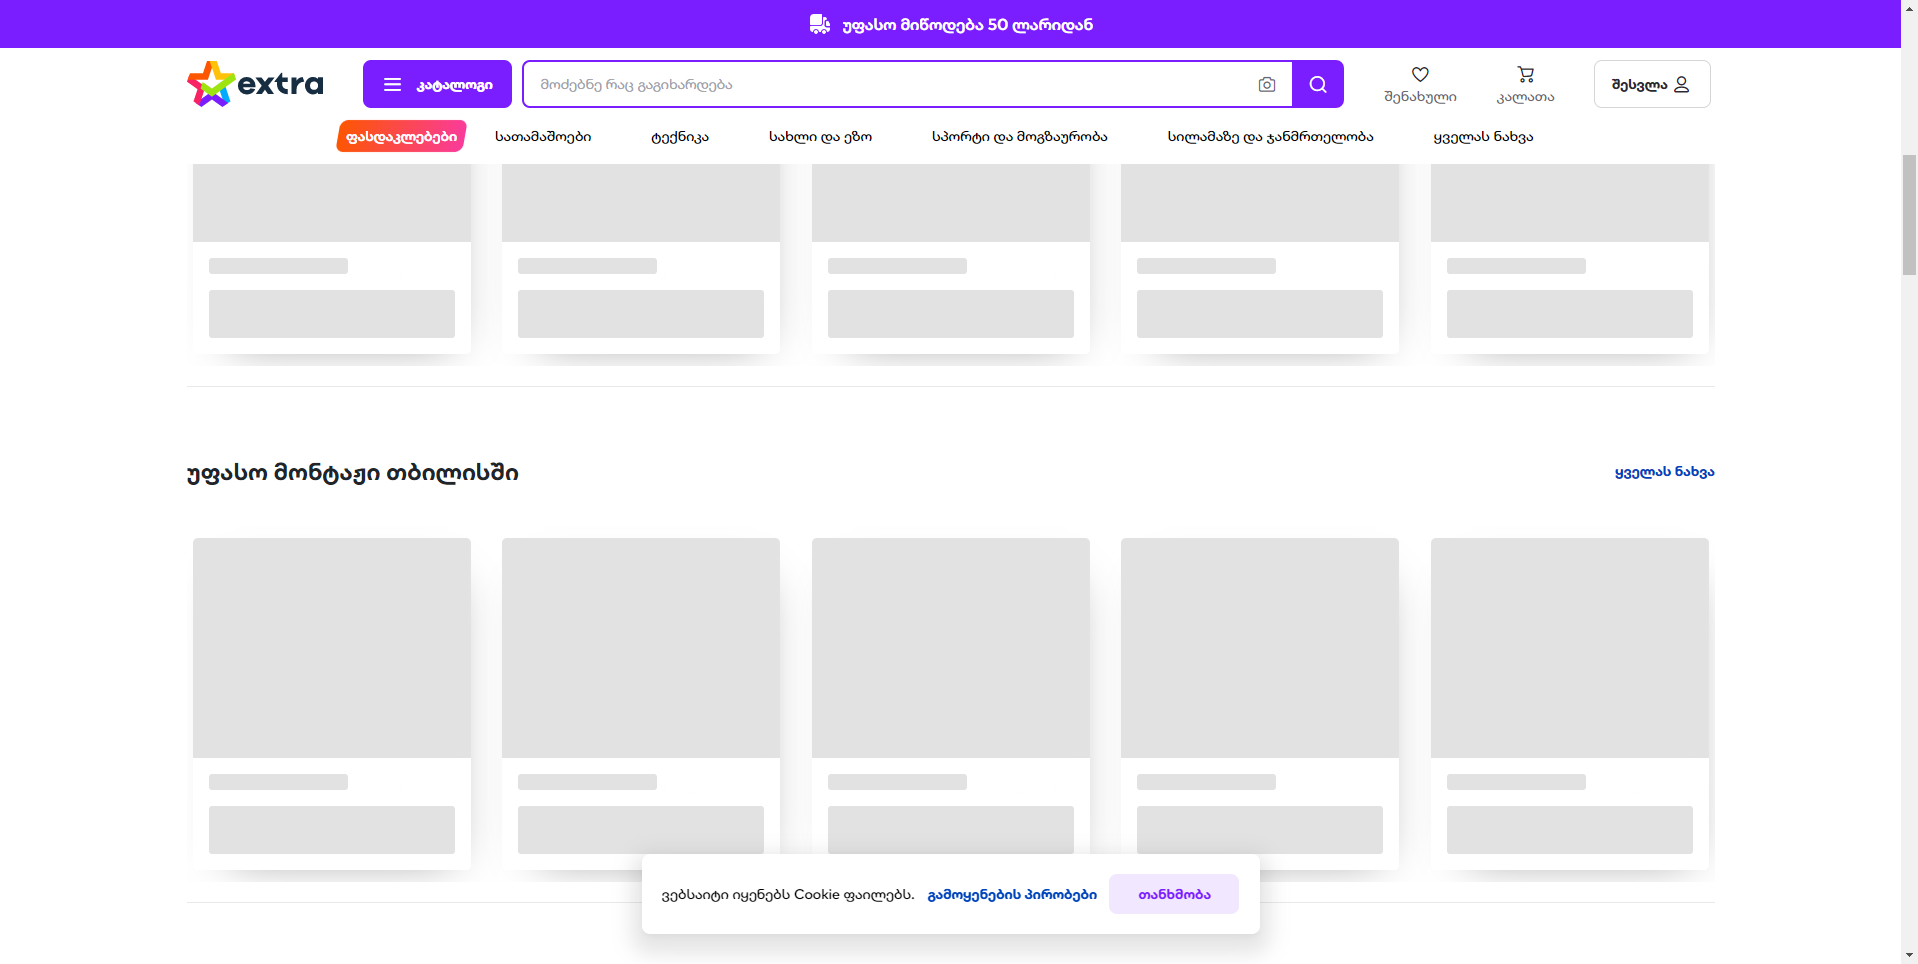 უფასო მიწოდება 50 ლარიდან
extra
კატალოგი
მოძებნე რაც გაგიხარდება
შენახული
კალათა
შესვლა
ფასდაკლებები
სათამაშოები
ტექნიკა
სახლი და ეზო
სპორტი და მოგზაურობა
სილამაზე და ჯანმრთელობა
ყველას ნახვა
უფასო მონტაჟი თბილისში
ყველას ნახვა
ვებსაიტი იყენებს Cookie ფაილებს. გამოყენების პირობები
თანხმობა